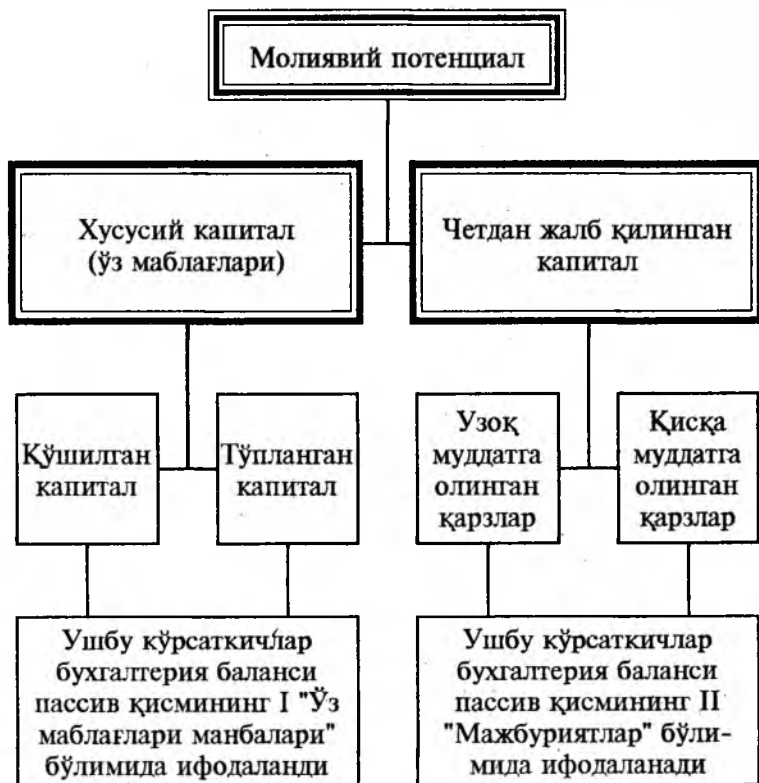 Молиявий потенциал
Хусусий капитал
(ўз маблағлари)
Четдан жалб қилинган
капитал
Қўшилган
капитал
Тўпланган
капитал
Узоқ
муддатга
олинган
қарзлар
Қисқа
муддатга
олинган
қарзлар
Ушбу кўрсаткичлар
бухгалтерия баланси
пассив қисмининг I "Ўз
маблағлари манбалари"
бўлимида ифодаланди
Ушбу кўрсаткичлар
бухгалтерия баланси
пассив қисмининг II
"Мажбуриятлар" бўли-
мида ифодаланади